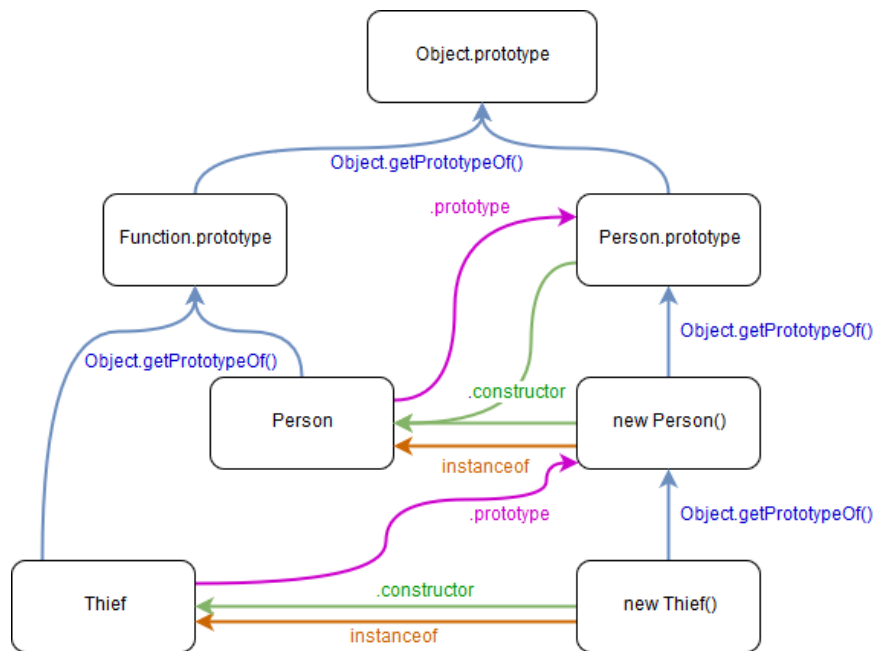 Object.prototype
Object.getPrototypeOf()
Function.prototype
.prototype
Person.prototype
Object.getPrototypeOf()
Object.getPrototypeOf()
Person
.constructor
new Person()
instanceof
.prototype
Object.getPrototypeOf()
Thief
.constructor
new Thief()
instanceof